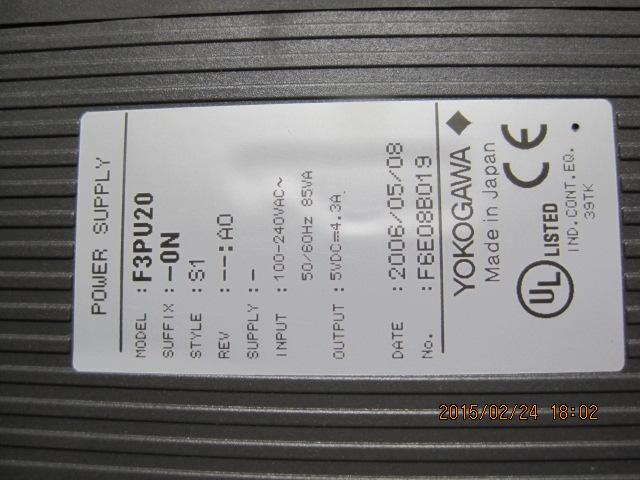 POWER SUPPLY
MODEL : F3PU20
SUFFIX : -0N
STYLE : S1
REV : --:A0
SUPPLY : -
INPUT : 100-240VAC~
50/60Hz 85VA
OUTPUT : 5VDC⎓4.3A
DATE : 2006/05/08
No. : F6E08B019
YOKOGAWA
Made in Japan
CE
UL LISTED
IND.CONT.EQ.
39TK
2015/02/24 18:02